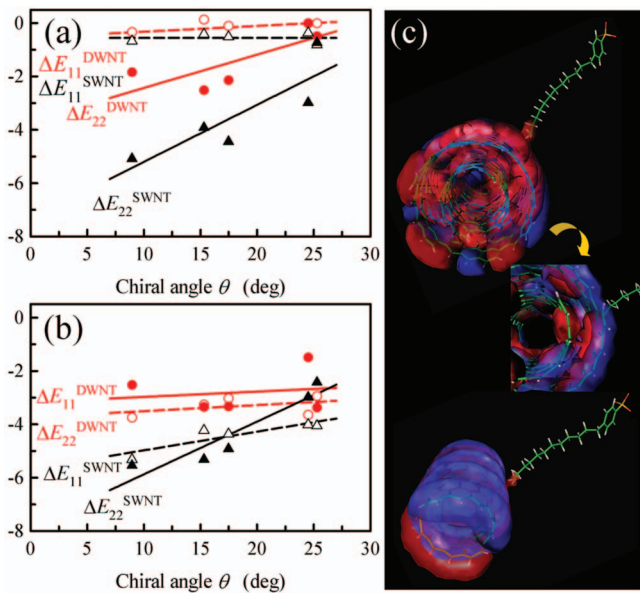 (a)
0
-2
-4
-6
-8
ΔE₁₁ᴰᵂᴺᵀ
ΔE₁₁ˢᵂᴺᵀ
ΔE₂₂ᴰᵂᴺᵀ
ΔE₂₂ˢᵂᴺᵀ
0 5 10 15 20 25 30
Chiral angle θ (deg)
(b)
0
-2
-4
-6
-8
ΔE₁₁ᴰᵂᴺᵀ
ΔE₂₂ᴰᵂᴺᵀ
ΔE₁₁ˢᵂᴺᵀ
ΔE₂₂ˢᵂᴺᵀ
0 5 10 15 20 25 30
Chiral angle θ (deg)
(c)